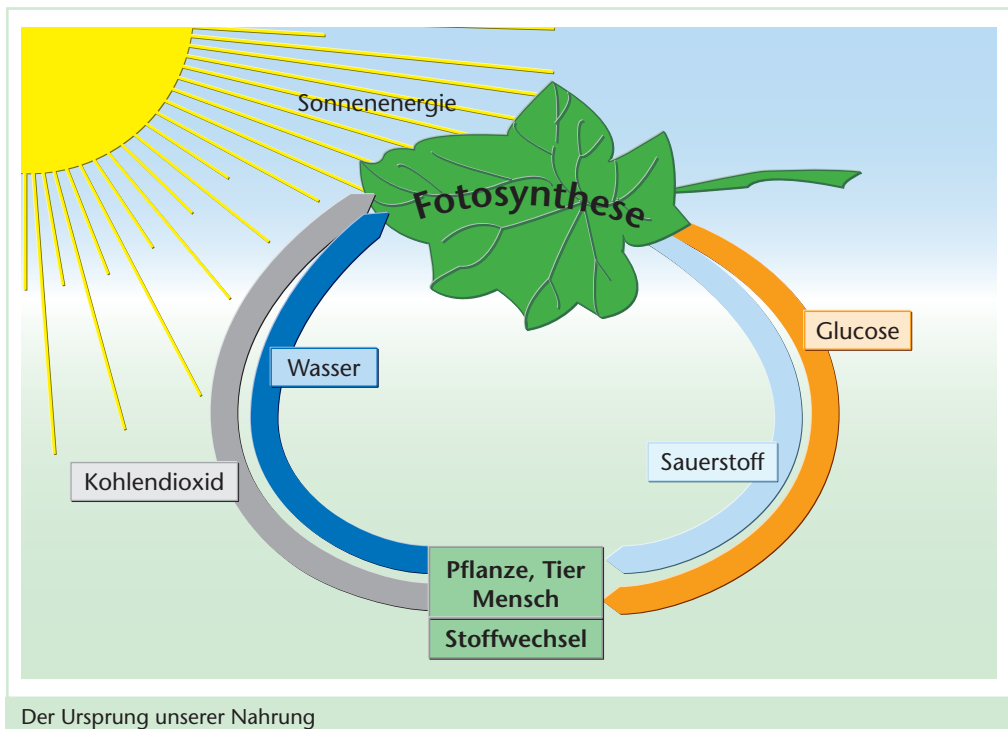 Sonnenenergie
Fotosynthese
Glucose
Wasser
Sauerstoff
Kohlendioxid
Pflanze, Tier
Mensch
Stoffwechsel
Der Ursprung unserer Nahrung